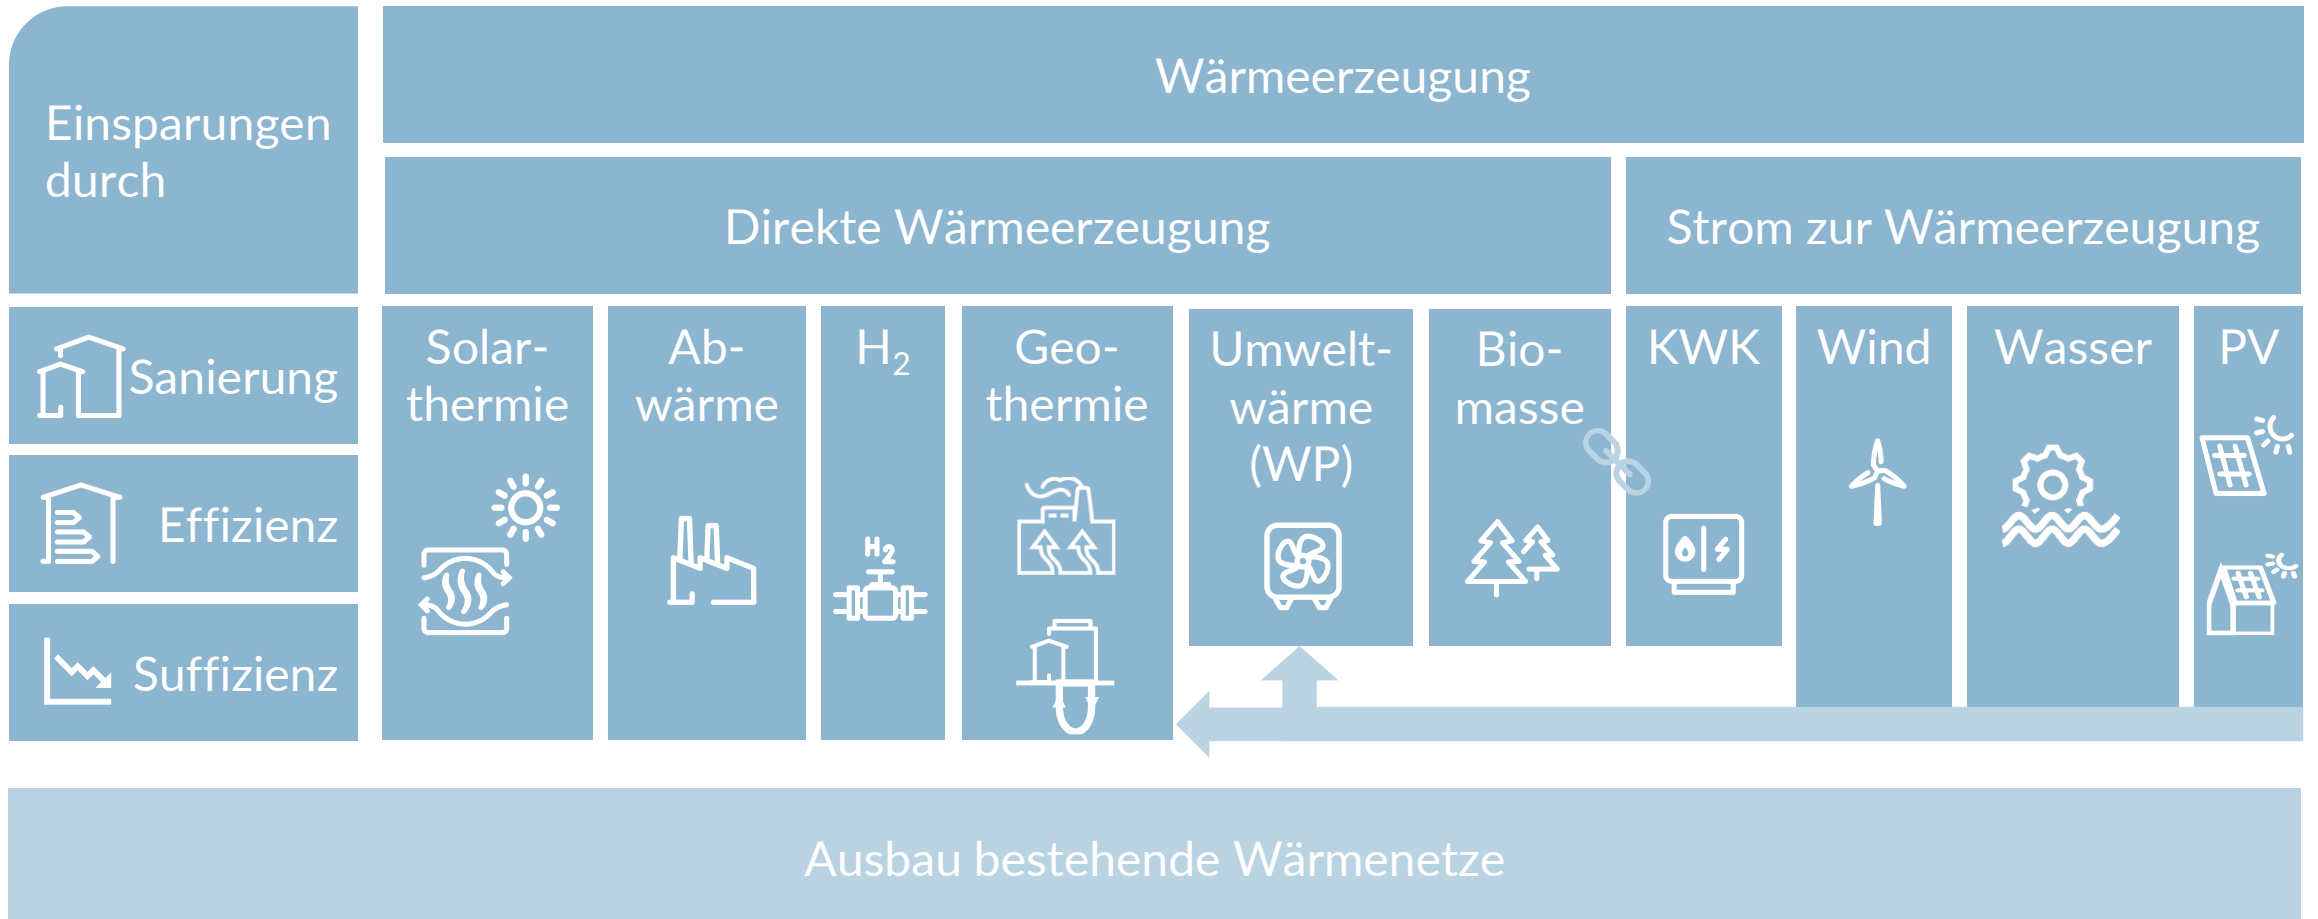 Einsparungen
durch
Wärmeerzeugung
Direkte Wärmeerzeugung
Strom zur Wärmeerzeugung
Sanierung
Effizienz
Suffizienz
Solar-
thermie
Ab-
wärme
H₂
H2
Geo-
thermie
Umwelt-
wärme
(WP)
Bio-
masse
KWK
Wind
Wasser
PV
Ausbau bestehende Wärmenetze